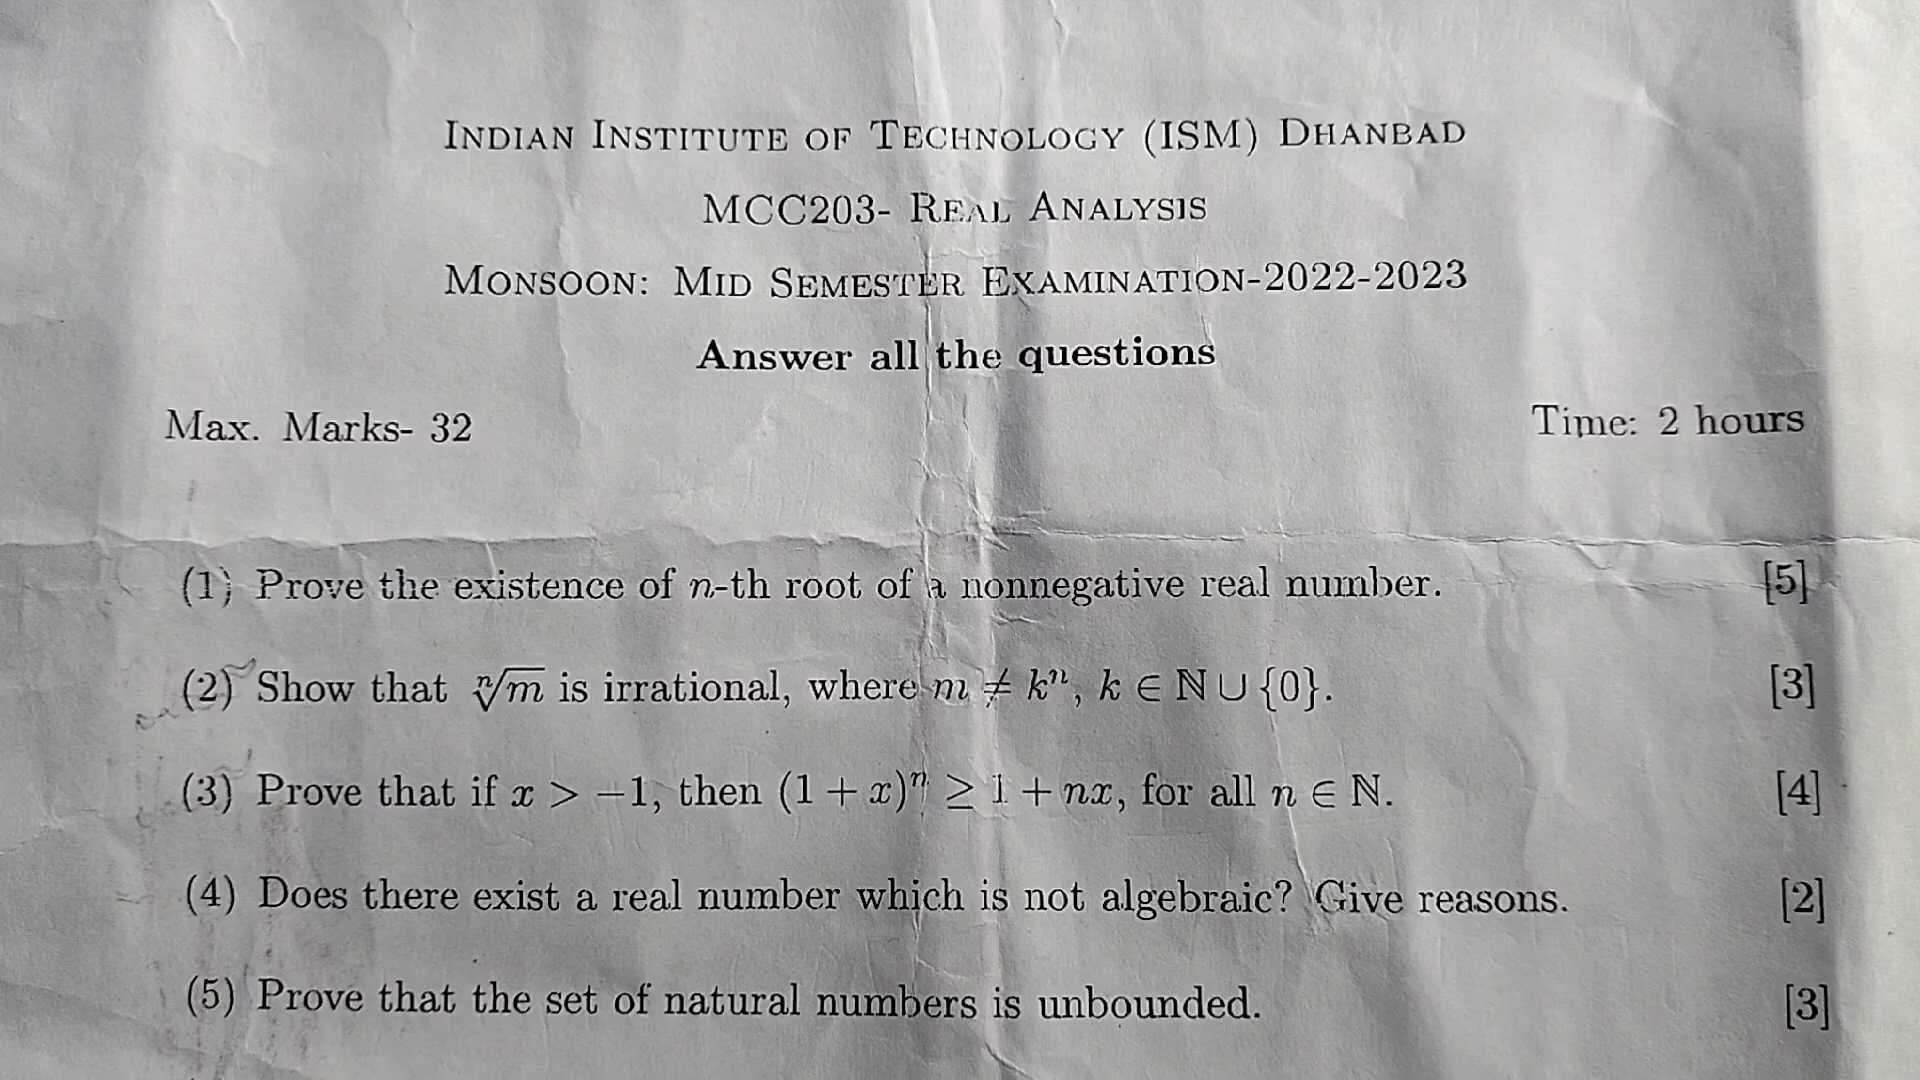 INDIAN INSTITUTE OF TECHNOLOGY (ISM) DHANBAD
MCC203- REAL ANALYSIS
MONSOON: MID SEMESTER EXAMINATION-2022-2023
Answer all the questions
Max. Marks- 32 Time: 2 hours
(1) Prove the existence of n-th root of a nonnegative real number. [5]
(2) Show that ⁿ√m is irrational, where m ≠ kⁿ, k ∈ ℕ ∪ {0}. [3]
(3) Prove that if x > −1, then (1 + x)ⁿ ≥ 1 + nx, for all n ∈ ℕ. [4]
(4) Does there exist a real number which is not algebraic? Give reasons. [2]
(5) Prove that the set of natural numbers is unbounded. [3]